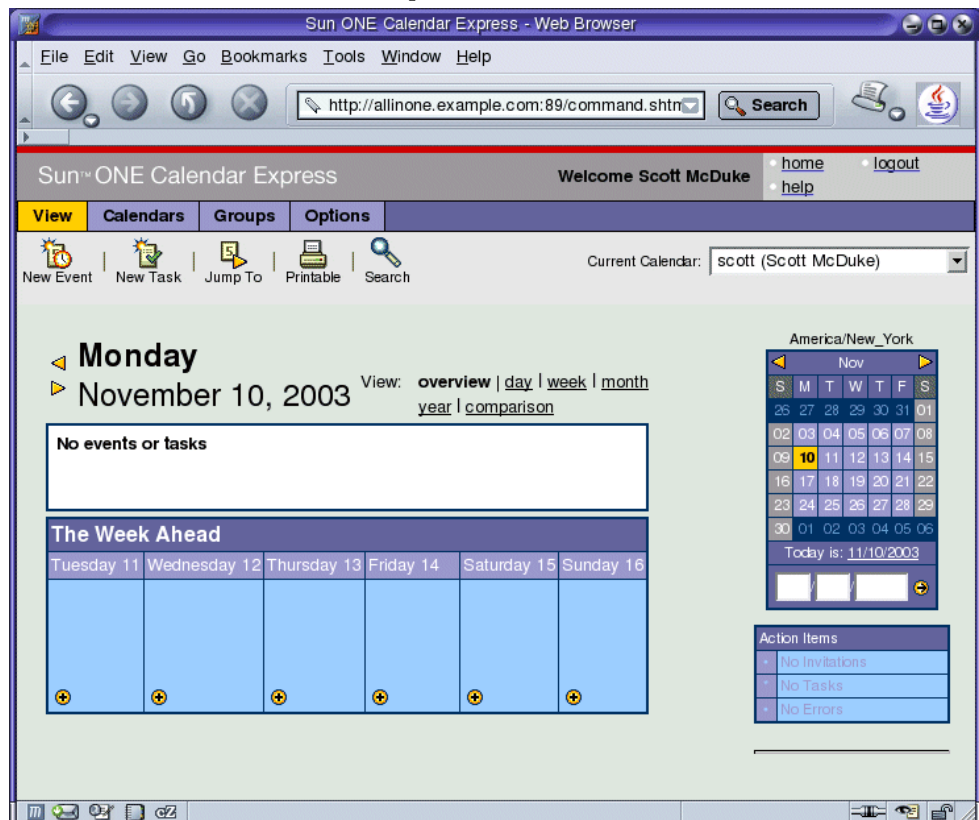 Sun ONE Calendar Express - Web Browser
File Edit View Go Bookmarks Tools Window Help
http://allinone.example.com:89/command.shtm
Search
Sun™ ONE Calendar Express
Welcome Scott McDuke
home
logout
help
View
Calendars
Groups
Options
New Event
New Task
Jump To
Printable
Search
Current Calendar:
scott (Scott McDuke)
Monday
November 10, 2003
View: overview | day | week | month
year | comparison
No events or tasks
The Week Ahead
Tuesday 11 Wednesday 12 Thursday 13 Friday 14 Saturday 15 Sunday 16
America/New_York
Nov
S M T W T F S
26 27 28 29 30 31 01
02 03 04 05 06 07 08
09 10 11 12 13 14 15
16 17 18 19 20 21 22
23 24 25 26 27 28 29
30 01 02 03 04 05 06
Today is: 11/10/2003
/ /
Action Items
No Invitations
No Tasks
No Errors